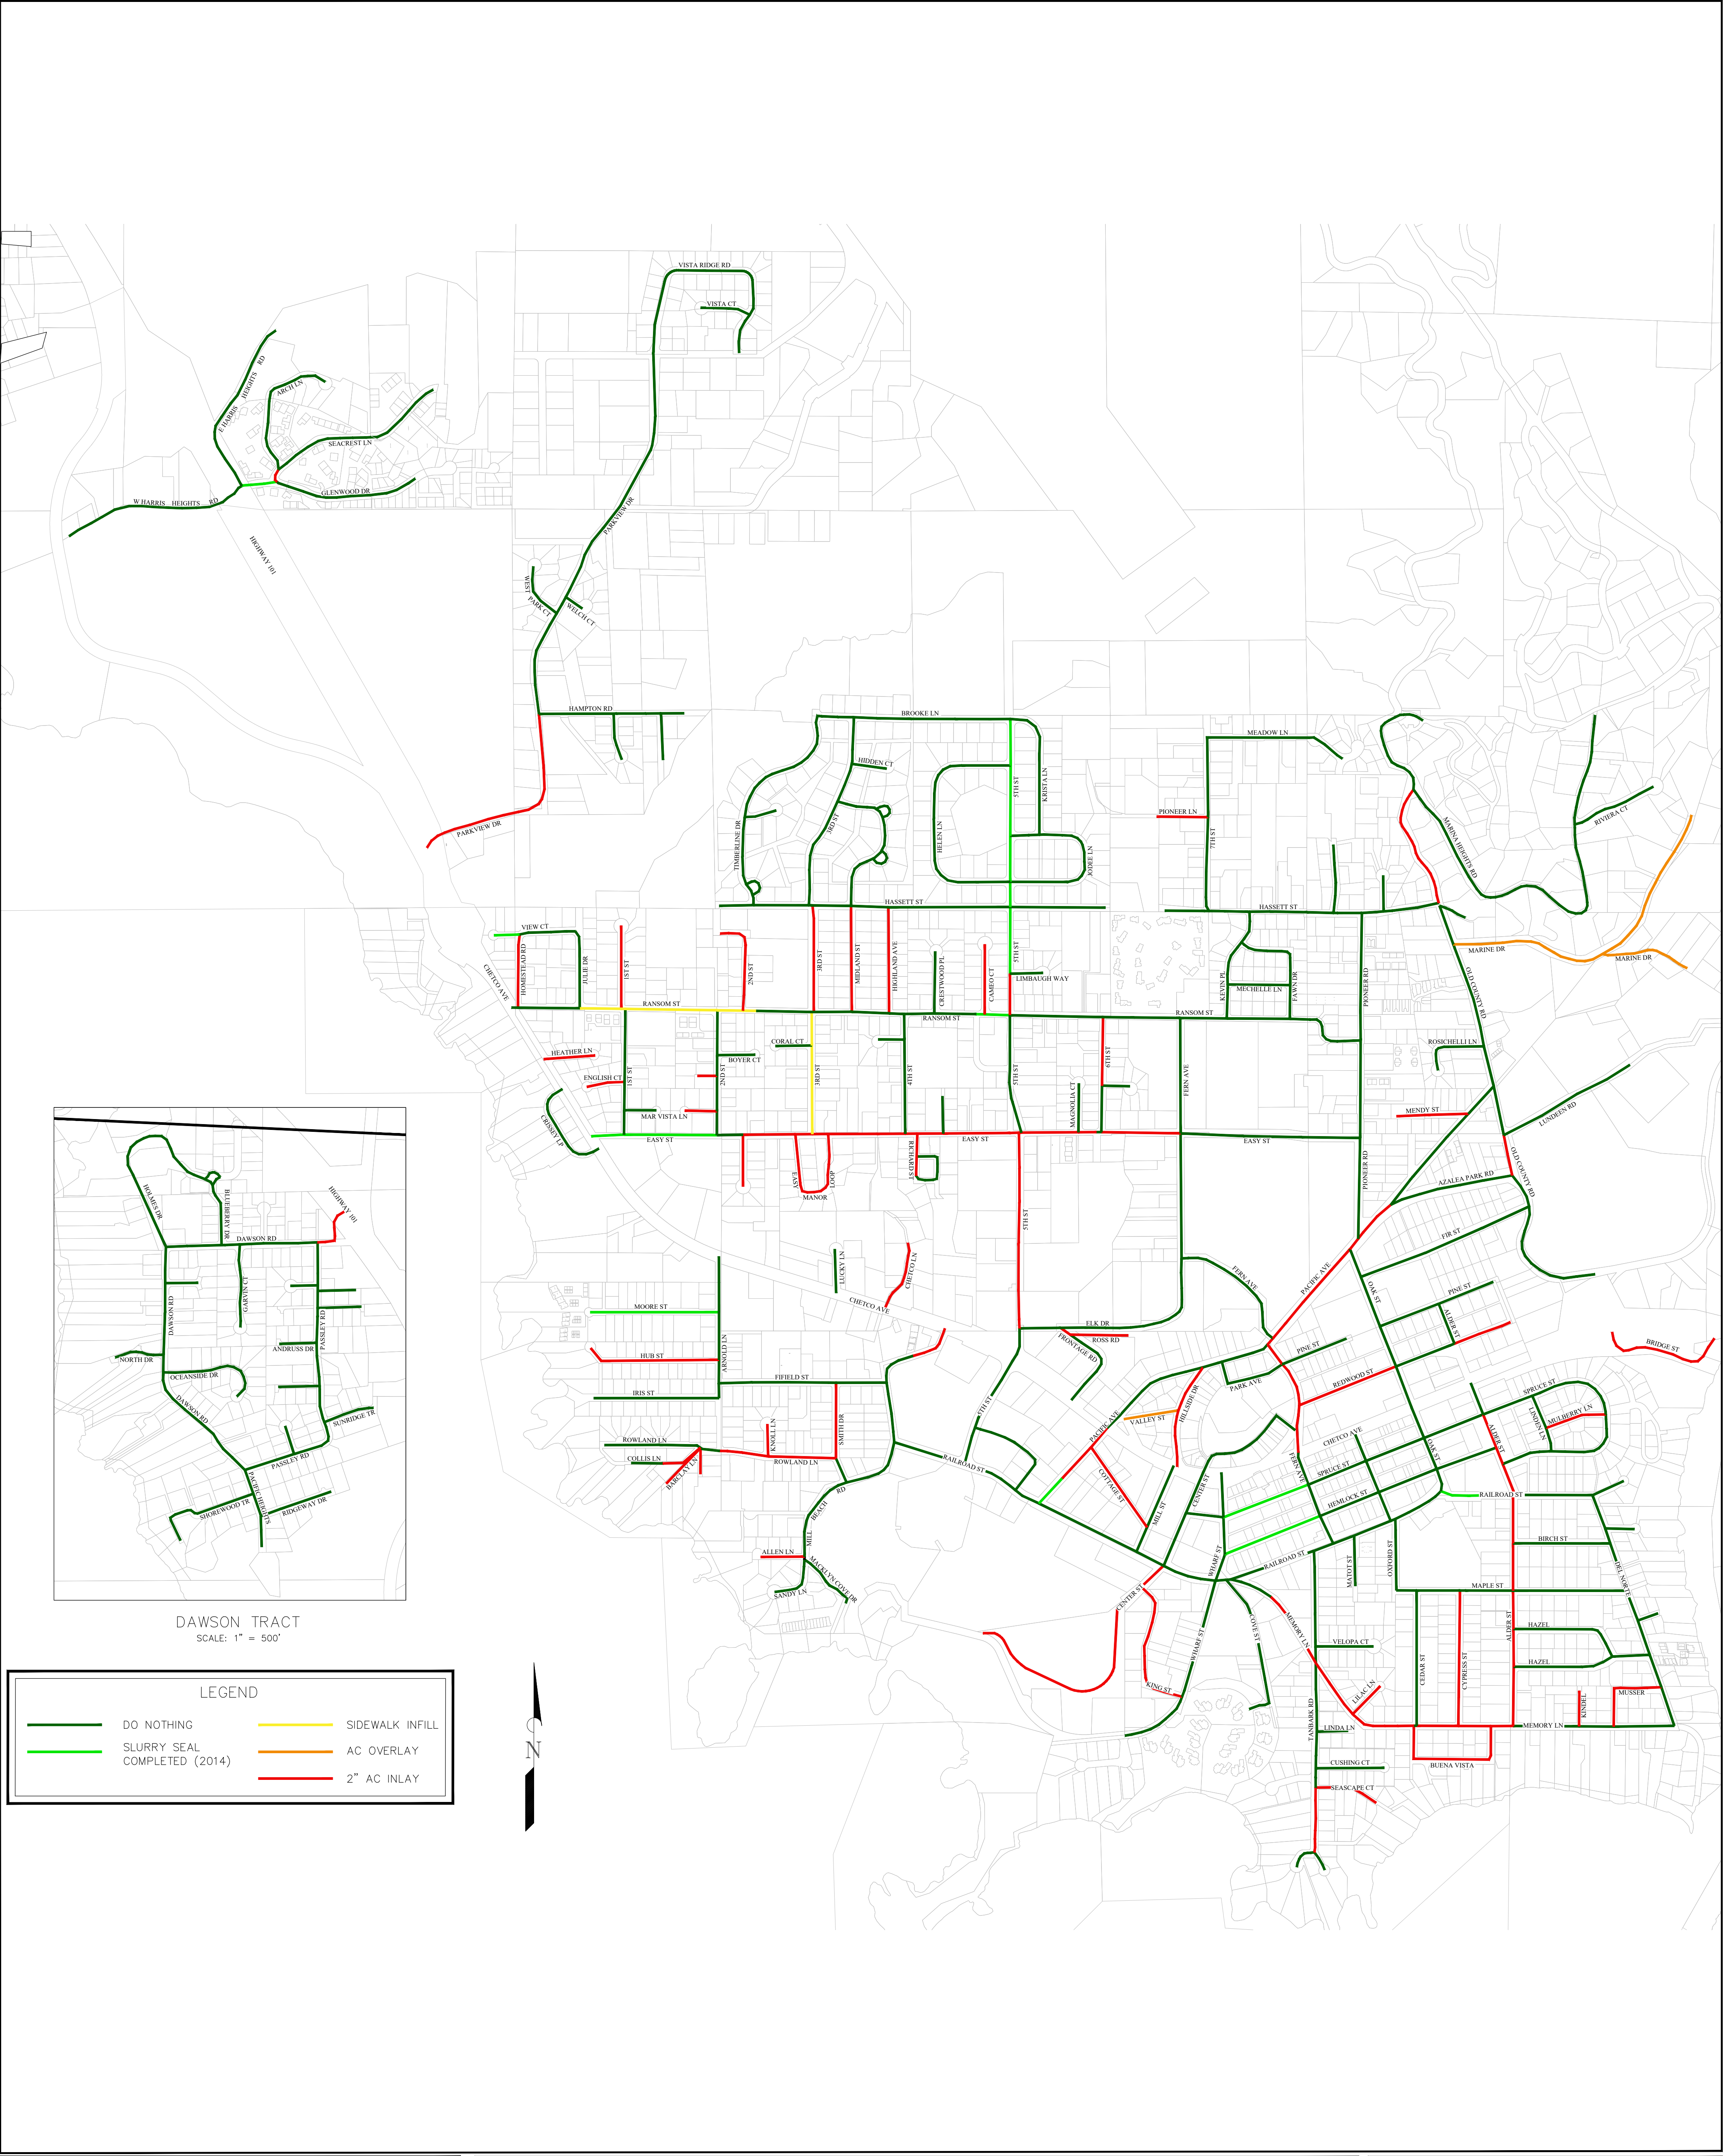 VISTA RIDGE RD
VISTA CT
E HARRIS HEIGHTS RD
ARCH LN
SEACREST LN
GLENWOOD DR
W HARRIS HEIGHTS RD
HIGHWAY 101
PARKVIEW DR
WEST PARK CT
WELCH CT
HAMPTON RD
PARKVIEW DR
BROOKE LN
HIDDEN CT
TIMBERLINE DR
3RD ST
HELEN LN
5TH ST
KRISTA LN
JODEE LN
HASSETT ST
MEADOW LN
PIONEER LN
7TH ST
HASSETT ST
MARINA HEIGHTS RD
RIVIERA CT
MARINE DR
MARINE DR
VIEW CT
HOMESTEAD RD
JULIE DR
CHETCO AVE
1ST ST
2ND ST
3RD ST
MIDLAND ST
HIGHLAND AVE
CRESTWOOD PL
CAMEO CT
5TH ST
LIMBAUGH WAY
KEVIN PL
MECHELLE LN
FAWN DR
PIONEER RD
OLD COUNTY RD
RANSOM ST
RANSOM ST
RANSOM ST
HEATHER LN
ENGLISH CT
1ST ST
2ND ST
BOYER CT
CORAL CT
3RD ST
4TH ST
5TH ST
MAGNOLIA CT
6TH ST
FERN AVE
ROSICHELLI LN
MENDY ST
LUNDEEN RD
MAR VISTA LN
CRISSEY LP
EASY ST
EASY ST
EASY ST
EASY
MANOR
LOOP
RICHARD ST
5TH ST
PIONEER RD
AZALEA PARK RD
OLD COUNTY RD
FIR ST
LUCKY LN
CHETCO LN
CHETCO AVE
FERN AVE
PACIFIC AVE
OAK ST
PINE ST
ALDER ST
MOORE ST
HUB ST
IRIS ST
ARNOLD LN
FIFIELD ST
ELK DR
FRONTAGE RD
ROSS RD
PARK AVE
PINE ST
REDWOOD ST
BRIDGE ST
HILLSIDE DR
VALLEY ST
PACIFIC AVE
5TH ST
SMITH DR
KNOLL LN
ROWLAND LN
COLLIS LN
BARCLAY LN
ROWLAND LN
RAILROAD ST
COTTAGE ST
MILL ST
CENTER ST
FERN AVE
CHETCO AVE
SPRUCE ST
HEMLOCK ST
OAK ST
ALDER ST
SPRUCE ST
LINDEN LN
MULBERRY LN
RAILROAD ST
MILL BEACH RD
ALLEN LN
SANDY LN
MACKLYN COVE DR
WHARF ST
RAILROAD ST
MATOT ST
OXFORD ST
BIRCH ST
DEL NORTE
MAPLE ST
CENTER ST
KING ST
WHARF ST
COVE ST
MEMORY LN
VELOPA CT
LILAC LN
CEDAR ST
CYPRESS ST
ALDER ST
HAZEL
HAZEL
KINDEL
MUSSER
MEMORY LN
TANBARK RD
LINDA LN
CUSHING CT
SEASCAPE CT
BUENA VISTA
HOLMES DR
BLUEBERRY DR
HIGHWAY 101
DAWSON RD
DAWSON RD
GARVIN CT
ANDRUSS DR
PASSLEY RD
NORTH DR
OCEANSIDE DR
DAWSON RD
SUNRIDGE TR
PASSLEY RD
PACIFIC HEIGHTS
SHOREWOOD TR
RIDGEWAY DR
DAWSON TRACT
SCALE: 1" = 500'
LEGEND
DO NOTHING
SLURRY SEAL
COMPLETED (2014)
SIDEWALK INFILL
AC OVERLAY
2" AC INLAY
N